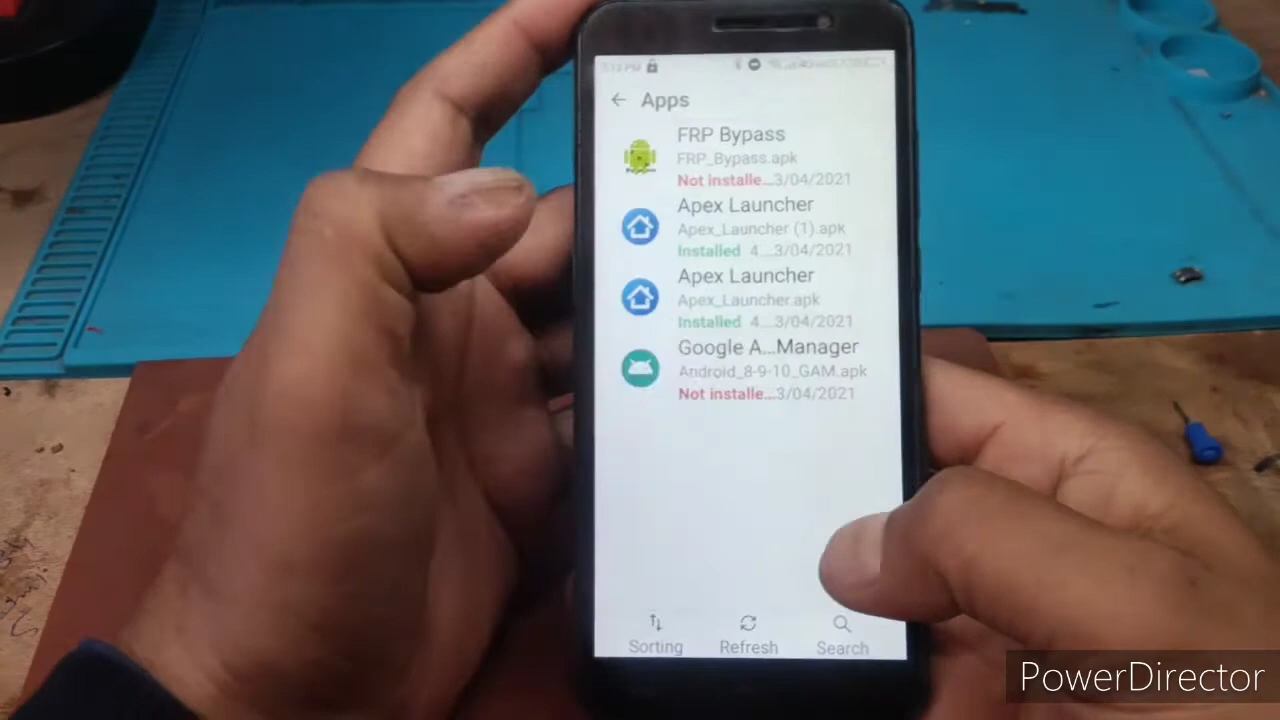 Apps
FRP Bypass
FRP_Bypass.apk
Not installe...3/04/2021
Apex Launcher
Apex_Launcher (1).apk
Installed 4...3/04/2021
Apex Launcher
Apex_Launcher.apk
Installed 4...3/04/2021
Google A...Manager
Android_8-9-10_GAM.apk
Not installe...3/04/2021
Sorting Refresh Search
PowerDirector